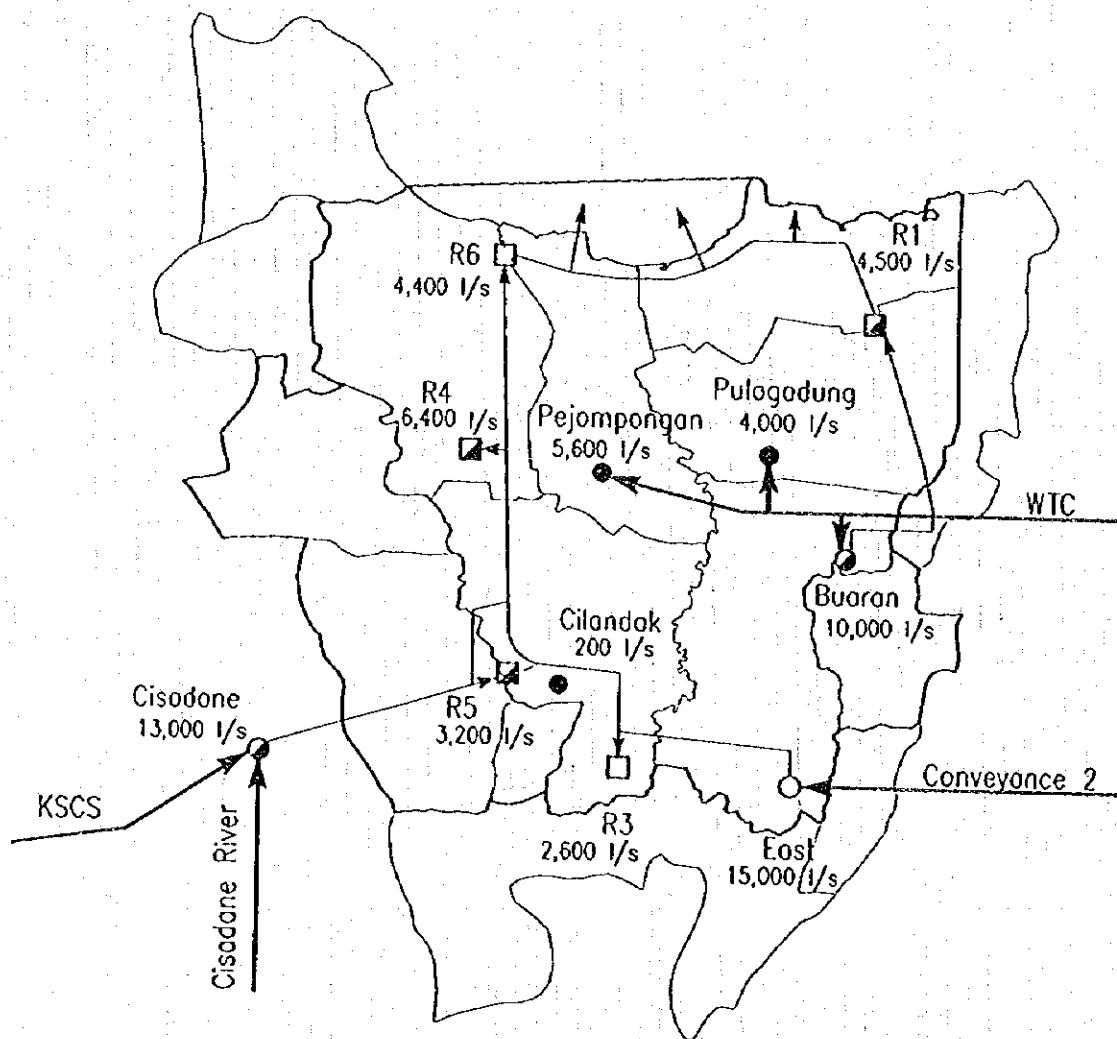 R1
4,500 l/s
R6
4,400 l/s
R4
6,400 l/s
Pejompongan
5,600 l/s
Pulogadung
4,000 l/s
WTC
Buaran
10,000 l/s
Cilandak
200 l/s
Cisadane
13,000 l/s
R5
3,200 l/s
KSCS
Cisadane River
R3
2,600 l/s
East
15,000 l/s
Conveyance 2